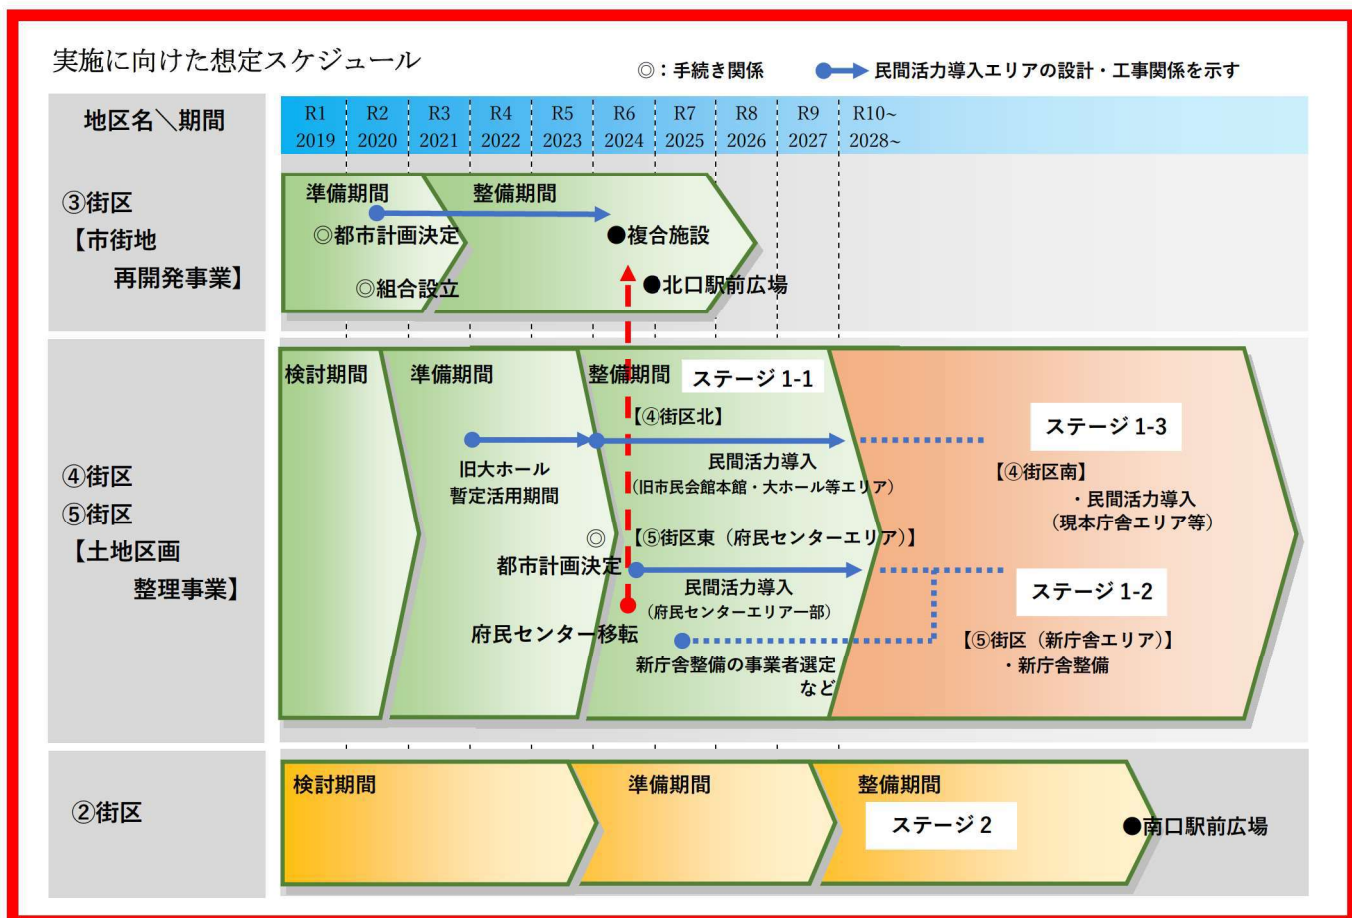 実施に向けた想定スケジュール
◎：手続き関係
民間活力導入エリアの設計・工事関係を示す
地区名＼期間
R1 R2 R3 R4 R5 R6 R7 R8 R9 R10~
2019 2020 2021 2022 2023 2024 2025 2026 2027 2028~
③街区
【市街地
再開発事業】
準備期間
整備期間
◎都市計画決定
●複合施設
◎組合設立
●北口駅前広場
④街区
⑤街区
【土地区画
整理事業】
検討期間
準備期間
整備期間
ステージ 1-1
【④街区北】
旧大ホール
暫定活用期間
民間活力導入
（旧市民会館本館・大ホール等エリア）
◎
都市計画決定
【⑤街区東（府民センターエリア）】
民間活力導入
（府民センターエリア一部）
府民センター移転
新庁舎整備の事業者選定
など
ステージ 1-3
【④街区南】
・民間活力導入
（現本庁舎エリア等）
ステージ 1-2
【⑤街区（新庁舎エリア）】
・新庁舎整備
②街区
検討期間
準備期間
整備期間
ステージ 2
●南口駅前広場